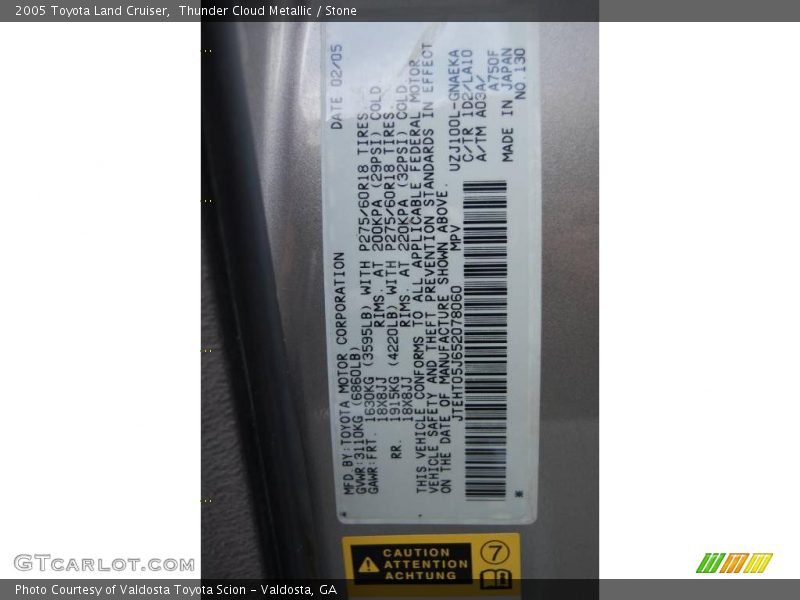 2005 Toyota Land Cruiser,  Thunder Cloud Metallic / Stone
MFD.BY:TOYOTA MOTOR CORPORATION DATE 02/05
GVWR:3110KG (6860LB)
GAWR:FRT. 1630KG (3595LB) WITH P275/60R18 TIRES.
18X8JJ RIMS. AT 200KPA (29PSI) COLD
RR. 1915KG (4220LB) WITH P275/60R18 TIRES.
18X8JJ RIMS. AT 220KPA (32PSI) COLD
THIS VEHICLE CONFORMS TO ALL APPLICABLE FEDERAL MOTOR
VEHICLE SAFETY AND THEFT PREVENTION STANDARDS IN EFFECT
ON THE DATE OF MANUFACTURE SHOWN ABOVE.
JTEHT05J652078060 MPV UZJ100L-GNAEKA
C/TR 1D2/LA10
A/TM A03A/ A750F
MADE IN JAPAN
NO.130
CAUTION
ATTENTION
ACHTUNG
7
GTCarLot.com
Photo Courtesy of Valdosta Toyota Scion - Valdosta, GA